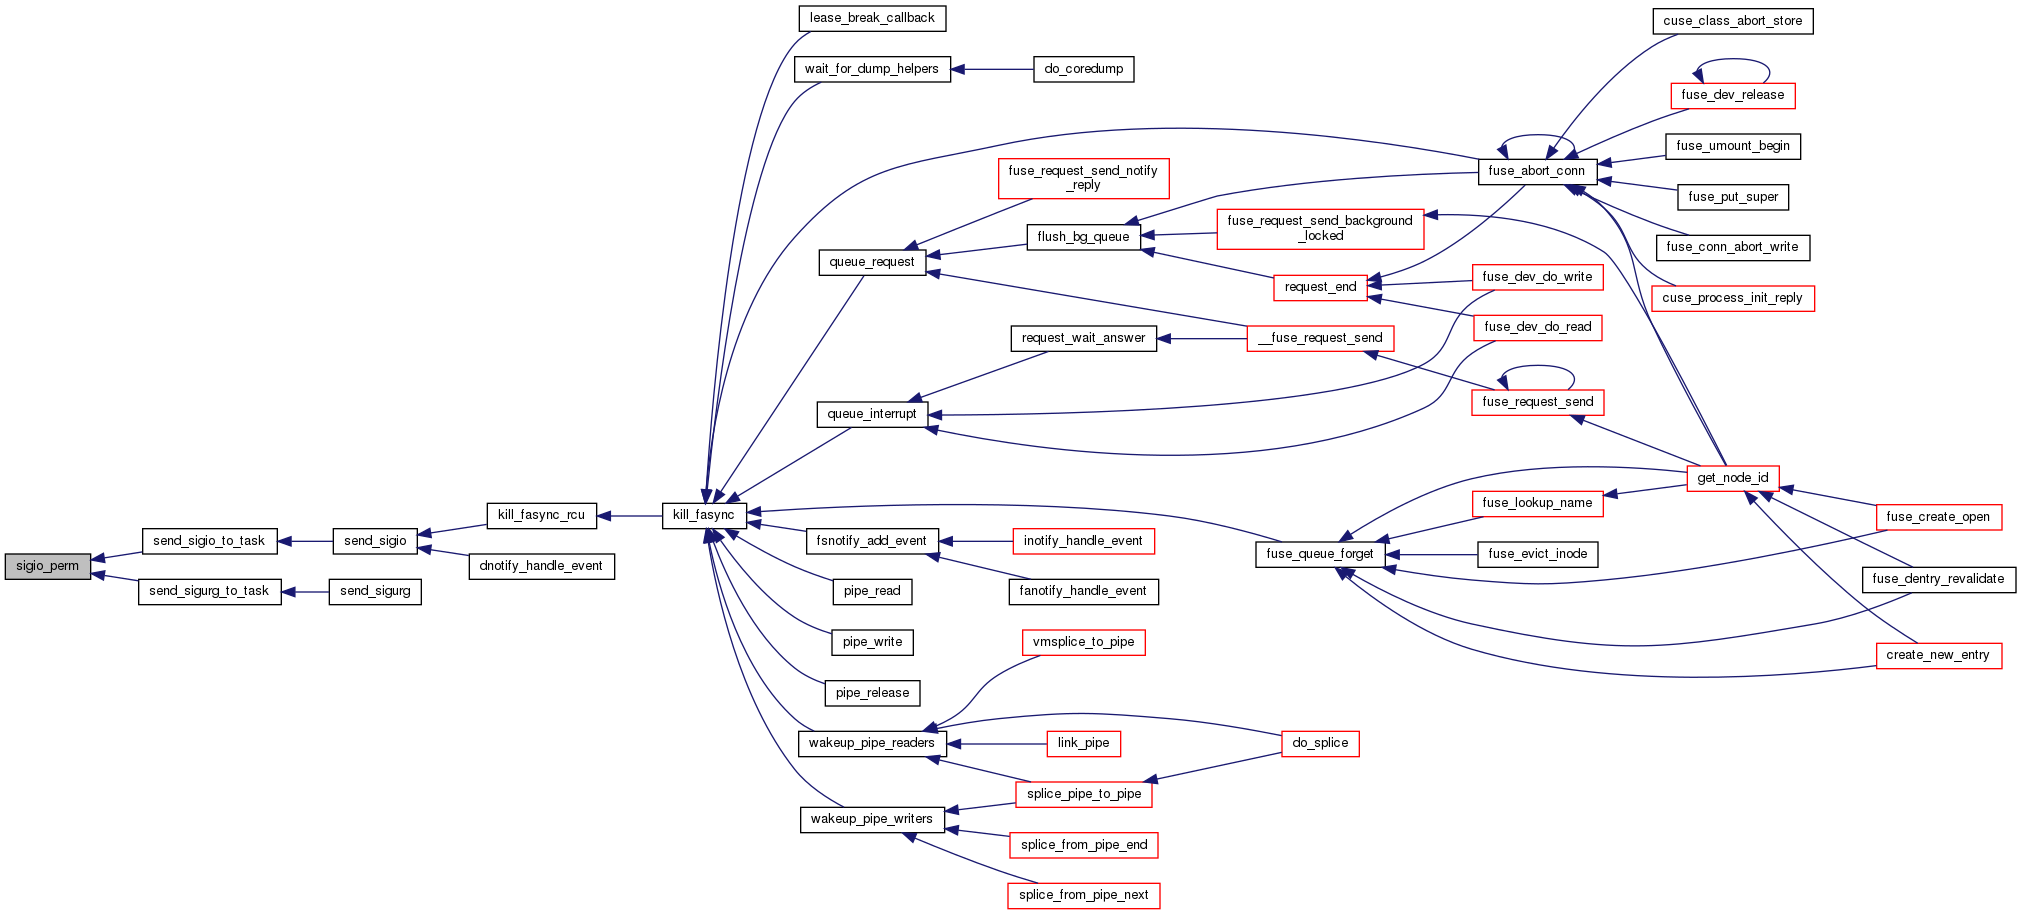 lease_break_callback
cuse_class_abort_store
wait_for_dump_helpers
do_coredump
fuse_dev_release
fuse_umount_begin
fuse_abort_conn
fuse_request_send_notify
_reply
fuse_put_super
fuse_request_send_background
_locked
flush_bg_queue
fuse_conn_abort_write
queue_request
fuse_dev_do_write
request_end
cuse_process_init_reply
fuse_dev_do_read
request_wait_answer
__fuse_request_send
fuse_request_send
queue_interrupt
get_node_id
fuse_lookup_name
kill_fasync_rcu
kill_fasync
fuse_create_open
send_sigio_to_task
send_sigio
fsnotify_add_event
inotify_handle_event
fuse_queue_forget
fuse_evict_inode
sigio_perm
dnotify_handle_event
fuse_dentry_revalidate
send_sigurg_to_task
send_sigurg
pipe_read
fanotify_handle_event
pipe_write
vmsplice_to_pipe
create_new_entry
pipe_release
wakeup_pipe_readers
link_pipe
do_splice
splice_pipe_to_pipe
wakeup_pipe_writers
splice_from_pipe_end
splice_from_pipe_next